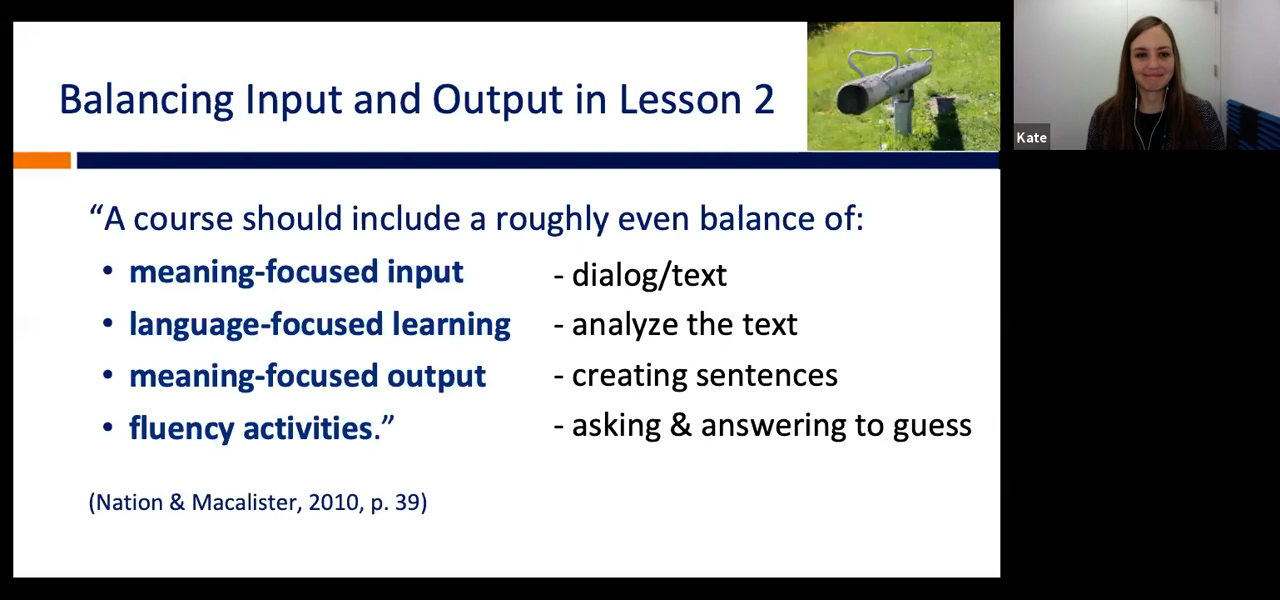 Balancing Input and Output in Lesson 2
Kate
“A course should include a roughly even balance of:
• meaning-focused input - dialog/text
• language-focused learning - analyze the text
• meaning-focused output - creating sentences
• fluency activities.” - asking & answering to guess
(Nation & Macalister, 2010, p. 39)